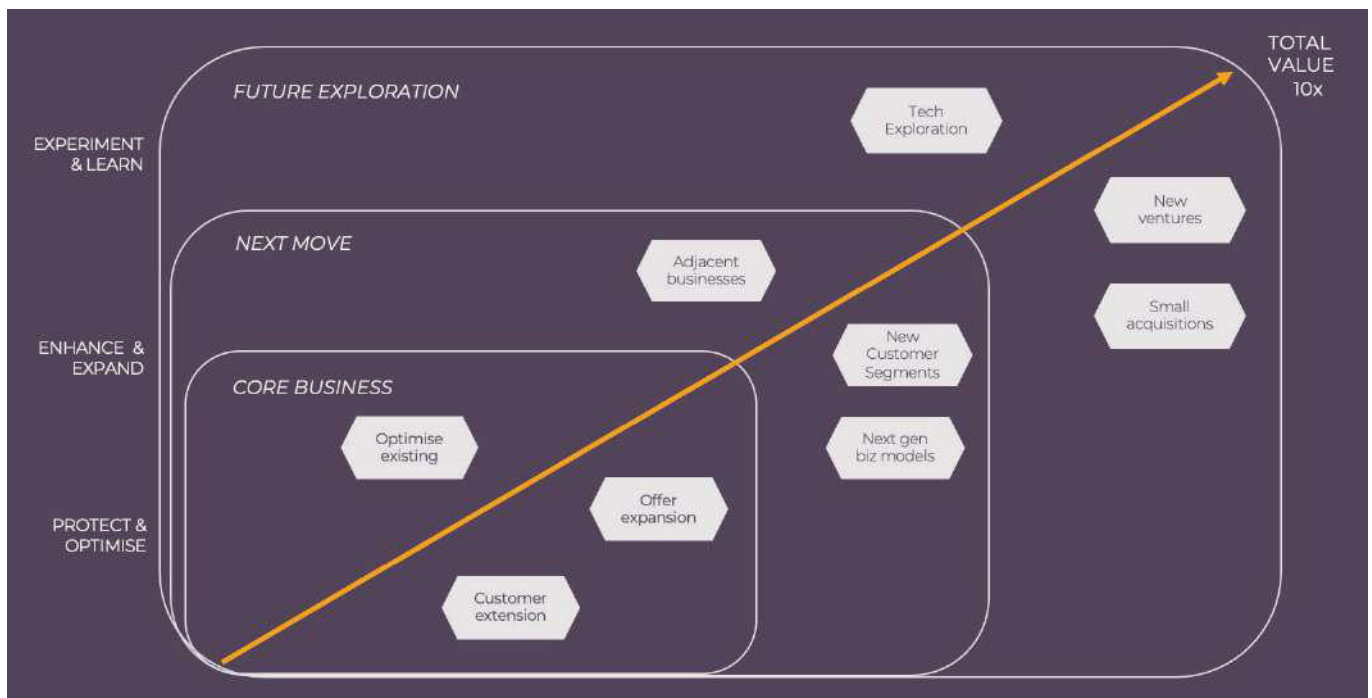 TOTAL
VALUE
10x
FUTURE EXPLORATION
Tech
Exploration
EXPERIMENT
& LEARN
New
ventures
NEXT MOVE
Adjacent
businesses
Small
acquisitions
ENHANCE &
EXPAND
New
Customer
Segments
CORE BUSINESS
Optimise
existing
Next gen
biz models
Offer
expansion
PROTECT &
OPTIMISE
Customer
extension